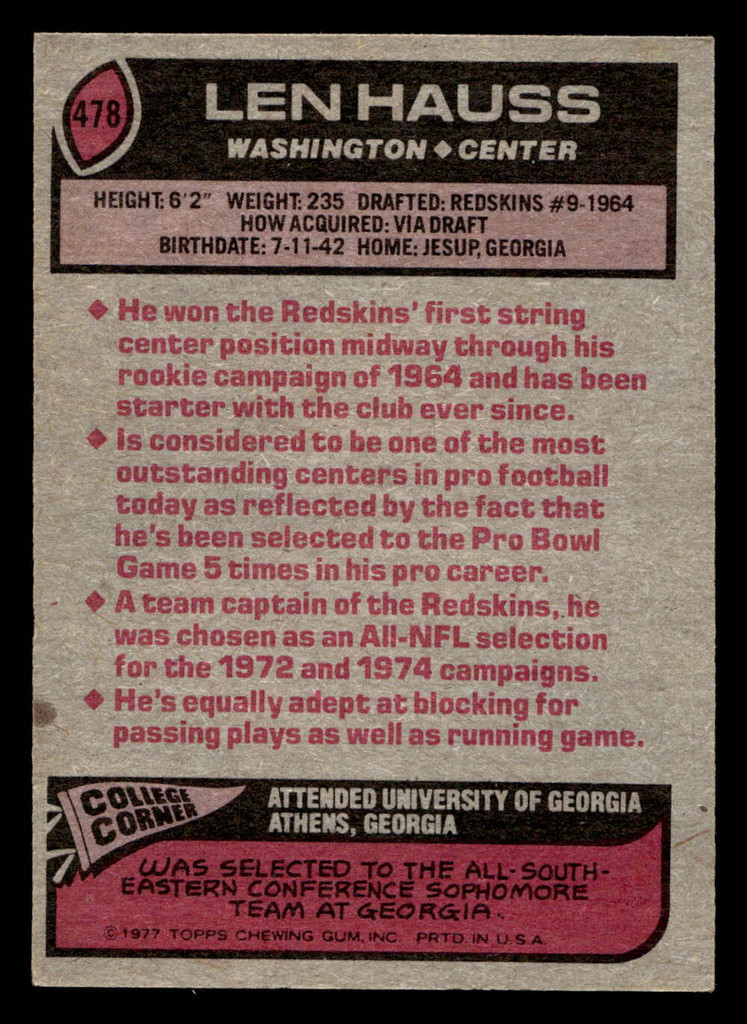 478
LEN HAUSS
WASHINGTON ◆ CENTER
HEIGHT: 6'2" WEIGHT: 235 DRAFTED: REDSKINS #9-1964
HOW ACQUIRED: VIA DRAFT
BIRTHDATE: 7-11-42 HOME: JESUP, GEORGIA
◆ He won the Redskins' first string
center position midway through his
rookie campaign of 1964 and has been
starter with the club ever since.
◆ Is considered to be one of the most
outstanding centers in pro football
today as reflected by the fact that
he's been selected to the Pro Bowl
Game 5 times in his pro career.
◆ A team captain of the Redskins, he
was chosen as an All-NFL selection
for the 1972 and 1974 campaigns.
◆ He's equally adept at blocking for
passing plays as well as running game.
COLLEGE
CORNER
ATTENDED UNIVERSITY OF GEORGIA
ATHENS, GEORGIA
WAS SELECTED TO THE ALL-SOUTH-
EASTERN CONFERENCE SOPHOMORE
TEAM AT GEORGIA.
©1977 TOPPS CHEWING GUM, INC. PRTD. IN U.S.A.